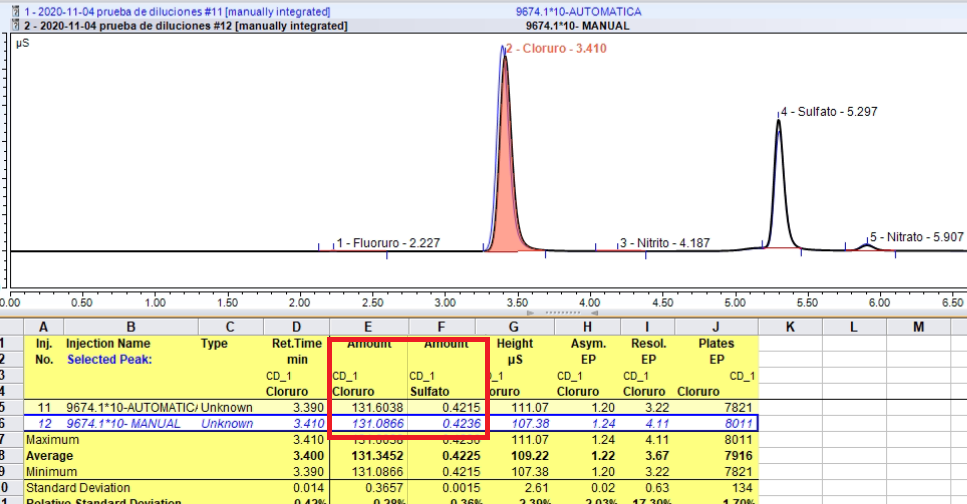 1 - 2020-11-04 prueba de diluciones #11 [manually integrated] 9674.1*10-AUTOMATICA
2 - 2020-11-04 prueba de diluciones #12 [manually integrated] 9674.1*10- MANUAL
µS
2 - Cloruro - 3.410
4 - Sulfato - 5.297
1 - Fluoruro - 2.227
3 - Nitrito - 4.187
5 - Nitrato - 5.907
0.00 0.50 1.00 1.50 2.00 2.50 3.00 3.50 4.00 4.50 5.00 5.50 6.00 6.50
A B C D E F G H I J K L M
1 Inj. Injection Name Type Ret.Time Amount Amount Height Asym. Resol. Plates
2 No. Selected Peak: min µS EP EP EP
3 CD_1 CD_1 CD_1 D_1 CD_1 CD_1 CD_1
4 Cloruro Cloruro Sulfato oruro Cloruro Cloruro Cloruro
5 11 9674.1*10-AUTOMATIC Unknown 3.390 131.6038 0.4215 111.07 1.20 3.22 7821
6 12 9674.1*10- MANUAL Unknown 3.410 131.0866 0.4236 107.38 1.24 4.11 8011
7 Maximum 3.410 131.6038 0.4236 111.07 1.24 4.11 8011
8 Average 3.400 131.3452 0.4225 109.22 1.22 3.67 7916
9 Minimum 3.390 131.0866 0.4215 107.38 1.20 3.22 7821
0 Standard Deviation 0.014 0.3657 0.0015 2.61 0.02 0.63 134
1 Relative Standard Deviation 0.42% 0.28% 0.36% 2.39% 2.03% 17.30% 1.70%